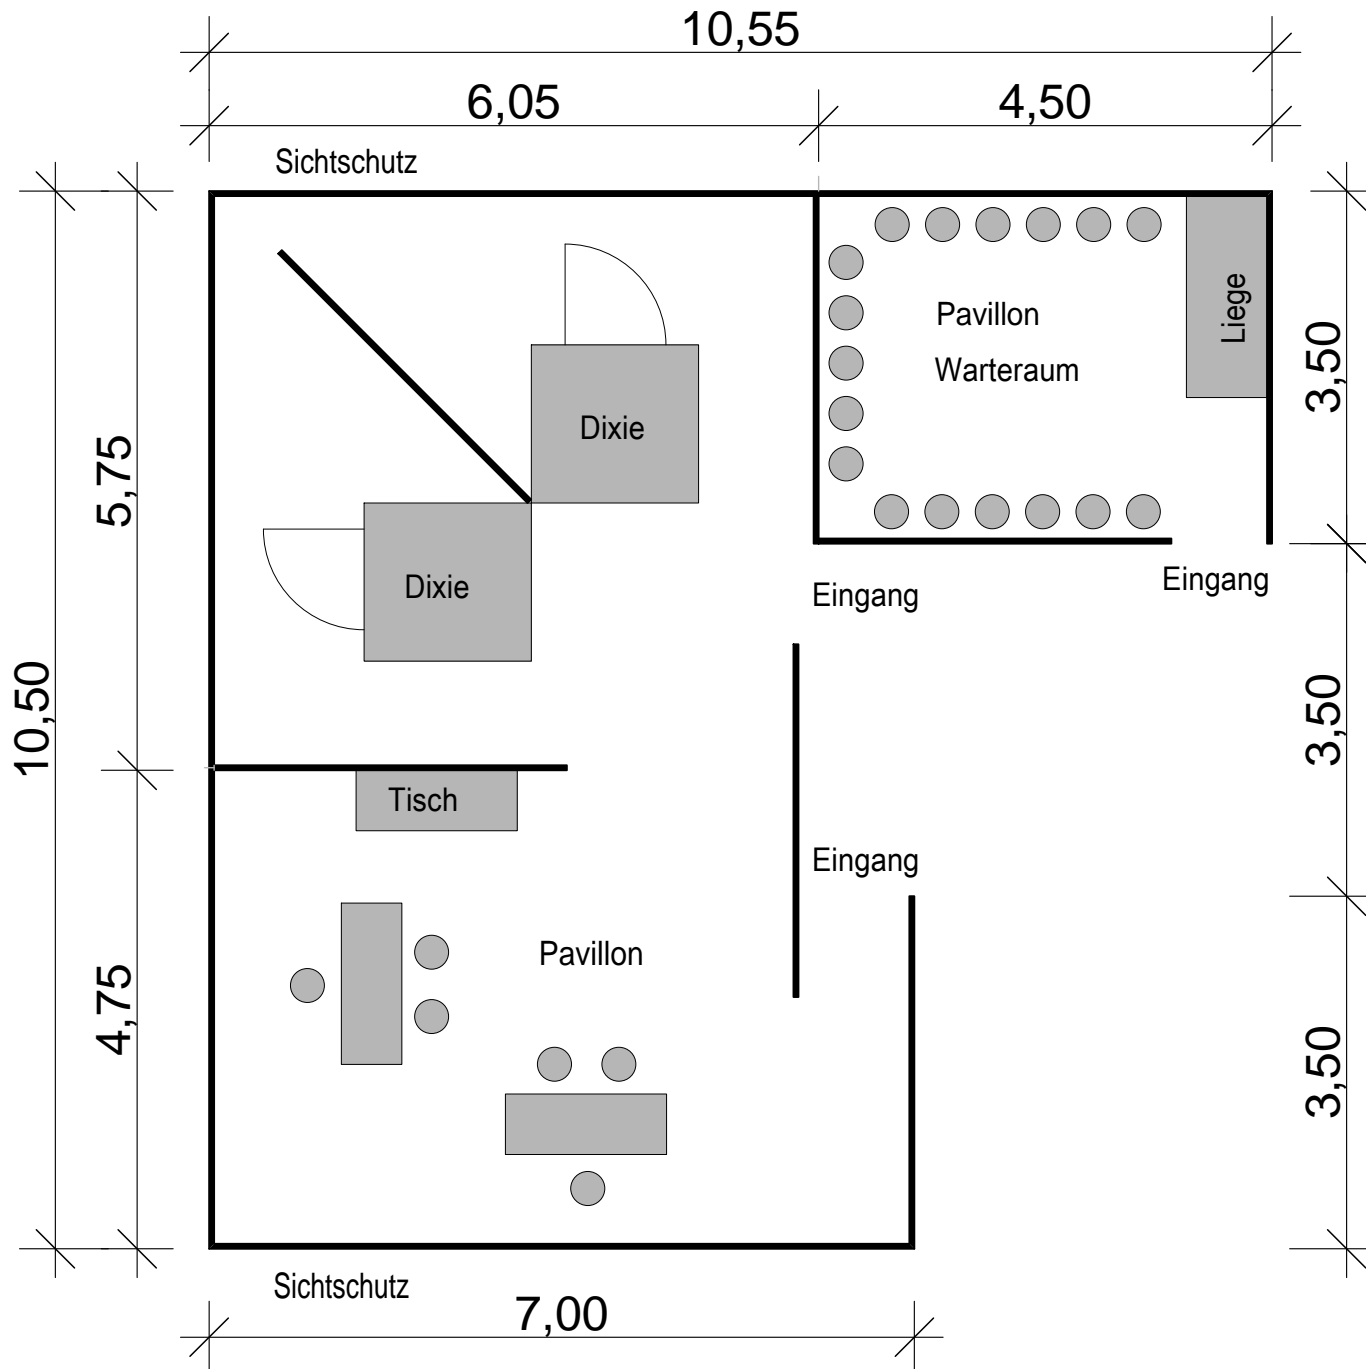 10,55
6,05
4,50
Sichtschutz
Liege
Pavillon
Warteraum
3,50
Dixie
5,75
Dixie
Eingang
Eingang
10,50
3,50
Tisch
Eingang
Pavillon
4,75
3,50
Sichtschutz
7,00